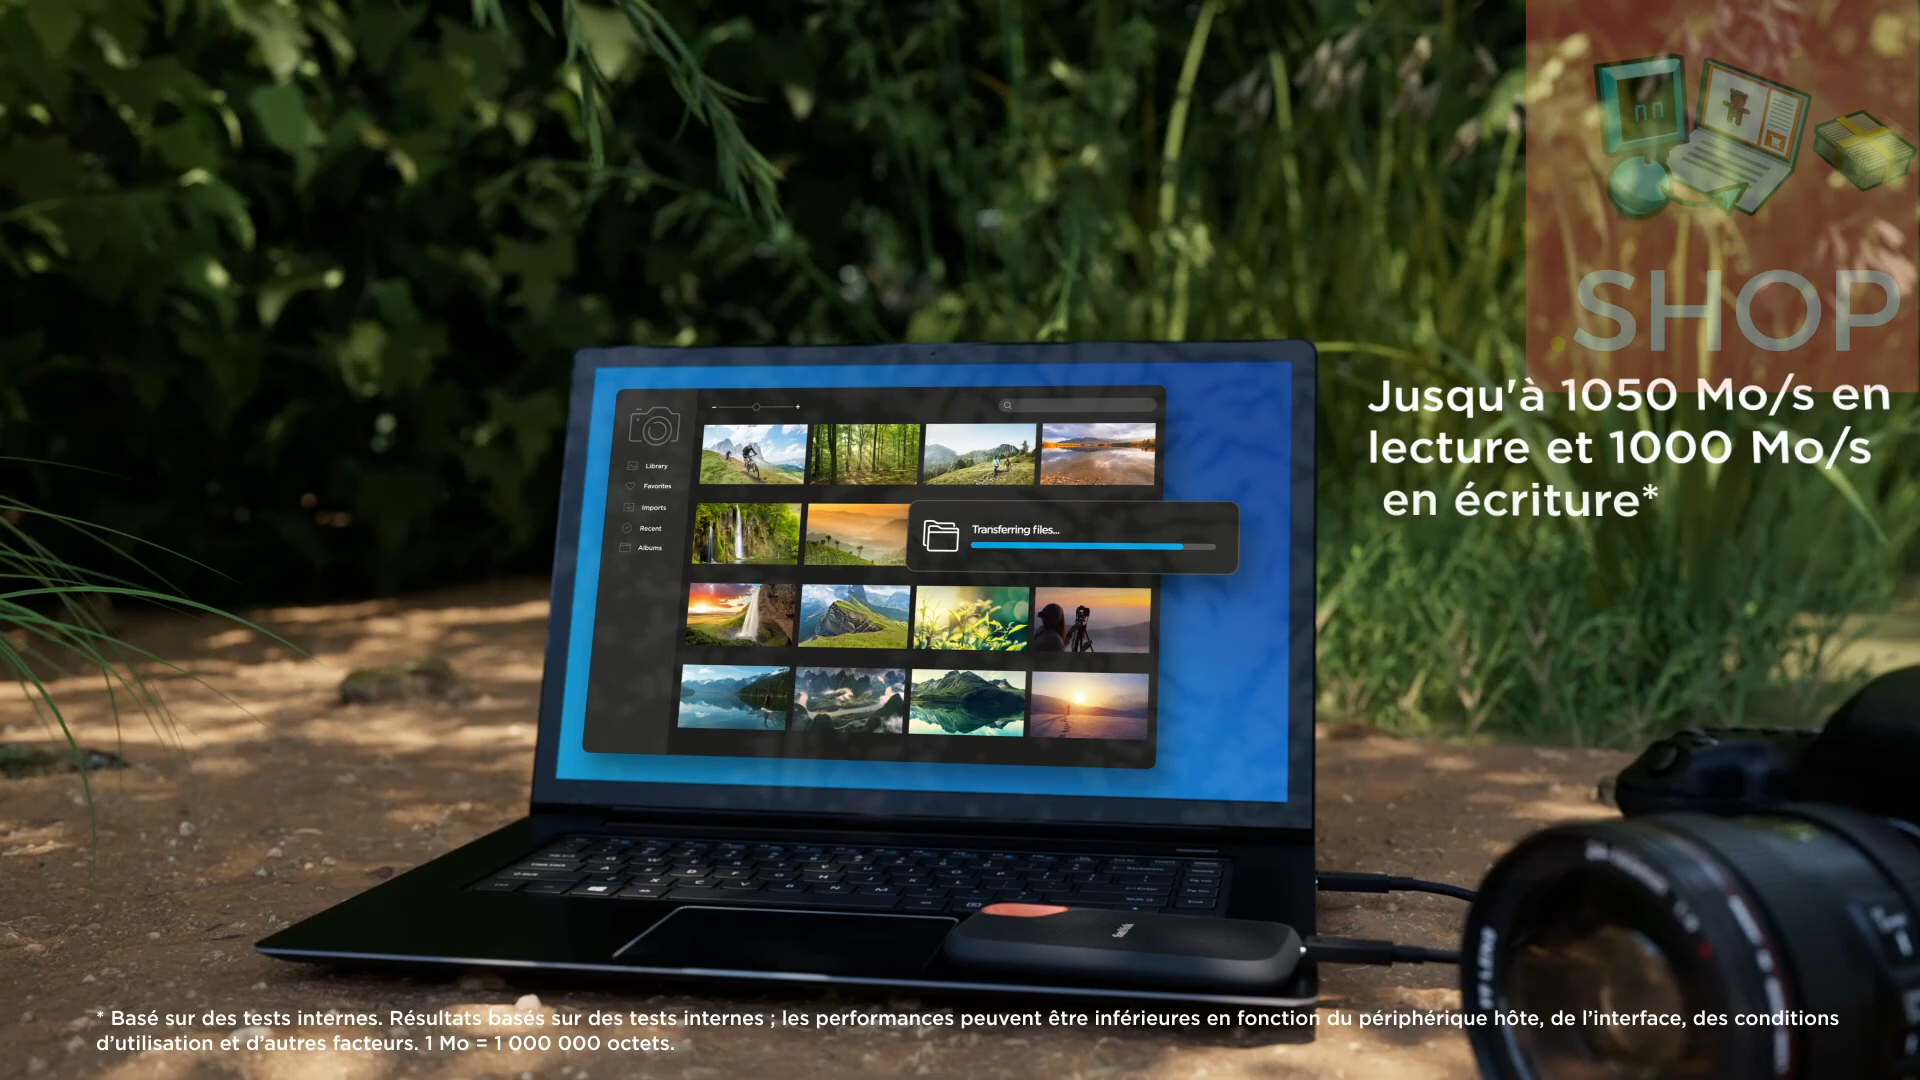 SHOP
Jusqu'à 1050 Mo/s en
lecture et 1000 Mo/s
en écriture*
Library
Favorites
Imports
Recent
Albums
Transferring files...
SanDisk
* Basé sur des tests internes. Résultats basés sur des tests internes ; les performances peuvent être inférieures en fonction du périphérique hôte, de l’interface, des conditions
d’utilisation et d’autres facteurs. 1 Mo = 1 000 000 octets.